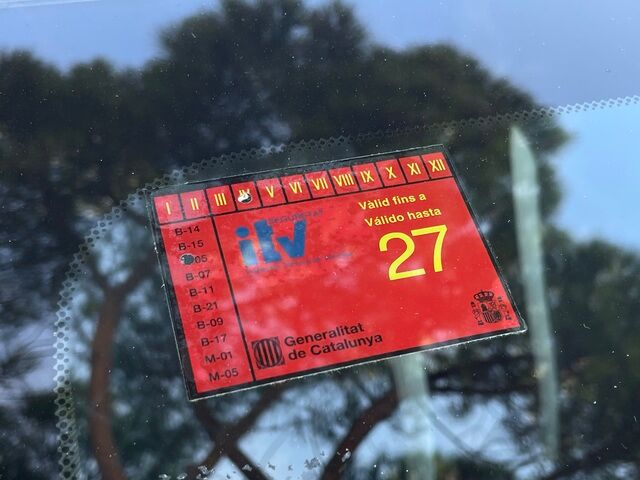 I II III IV V VI VII VIII IX X XI XII
B-14
B-15
05
B-07
B-11
B-21
B-09
B-17
M-01
M-05
itv
Vàlid fins a
Válido hasta
27
Generalitat
de Catalunya